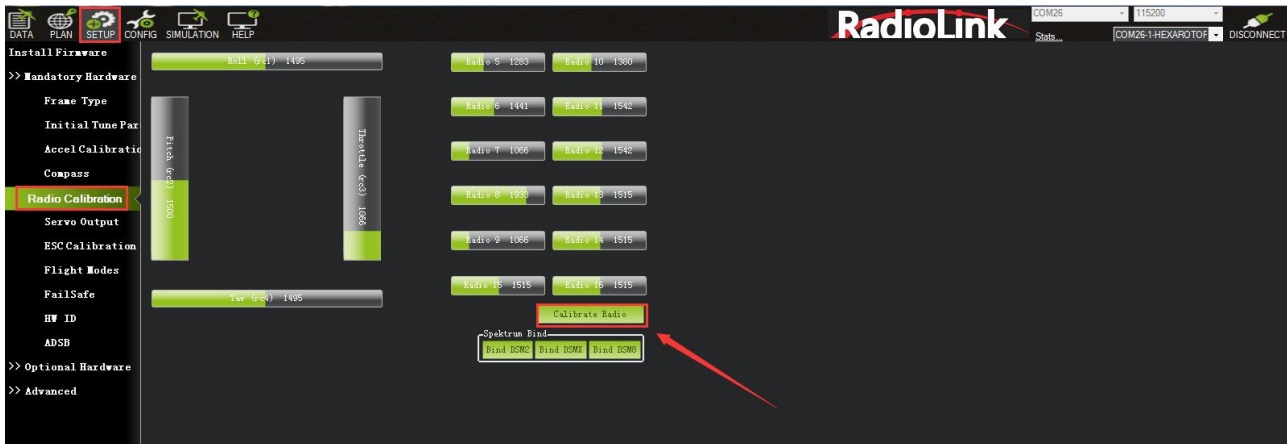 DATA PLAN SETUP CONFIG SIMULATION CONFIG HELP
RadioLink
COM26 115200
Stats... COM26-1-HEXAROTOF DISCONNECT
Install Firmware
>> Mandatory Hardware
Frame Type
Initial Tune Par
Accel Calibratio
Compass
Radio Calibration
Servo Output
ESC Calibration
Flight Modes
FailSafe
HW ID
ADSB
>> Optional Hardware
>> Advanced
Roll (rc1) 1495
Pitch (rc2) 1500
Throttle (rc3) 1066
Yaw (rc4) 1495
Radio 5 1283 Radio 10 1380
Radio 6 1441 Radio 11 1542
Radio 7 1066 Radio 12 1542
Radio 8 1933 Radio 13 1515
Radio 9 1066 Radio 14 1515
Radio 15 1515 Radio 16 1515
Calibrate Radio
Spektrum Bind
Bind DSM2 Bind DSMX Bind DSM8